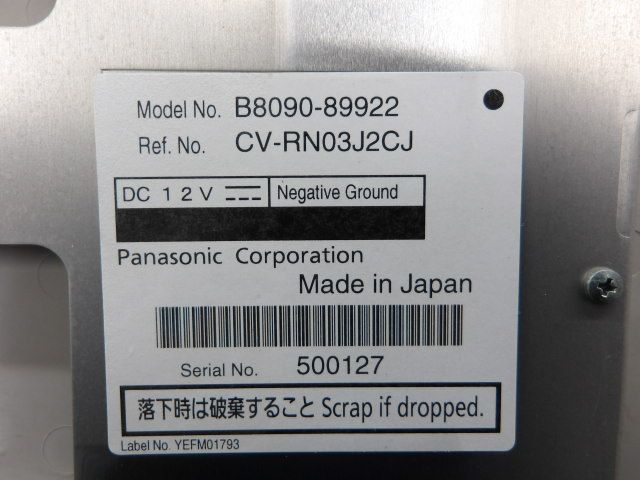 Model No. B8090-89922
Ref. No. CV-RN03J2CJ
DC 12V Negative Ground
Panasonic Corporation
Made in Japan
Serial No. 500127
落下時は破棄すること Scrap if dropped.
Label No. YEFM01793